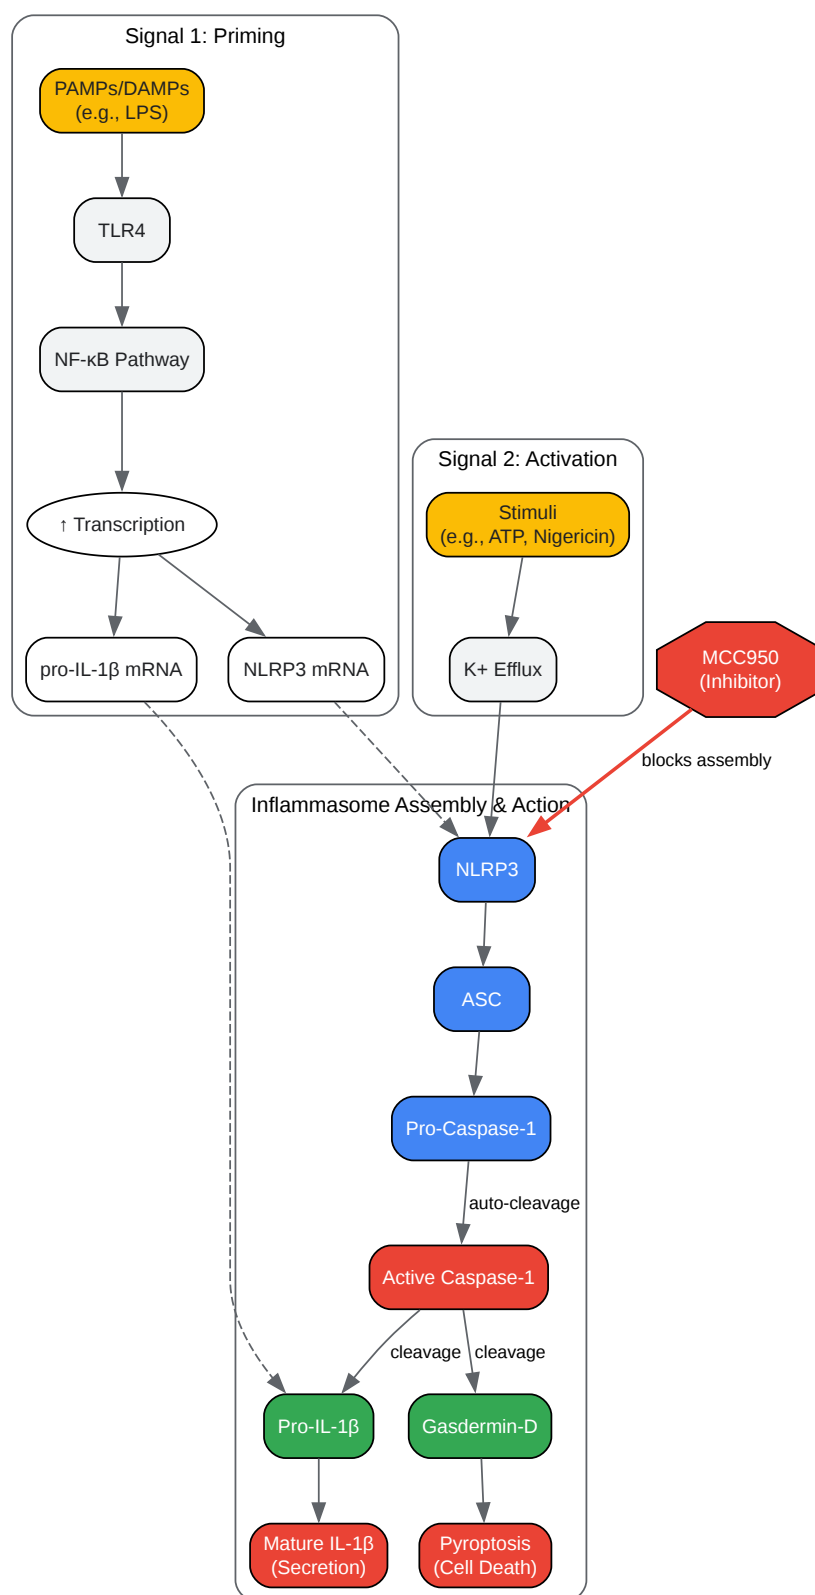 Signal 1: Priming
PAMPs/DAMPs
(e.g., LPS)
TLR4
NF-κB Pathway
↑ Transcription
pro-IL-1β mRNA
NLRP3 mRNA
Signal 2: Activation
Stimuli
(e.g., ATP, Nigericin)
K+ Efflux
MCC950
(Inhibitor)
blocks assembly
Inflammasome Assembly & Action
NLRP3
ASC
Pro-Caspase-1
auto-cleavage
Active Caspase-1
cleavage
cleavage
Pro-IL-1β
Gasdermin-D
Mature IL-1β
(Secretion)
Pyroptosis
(Cell Death)